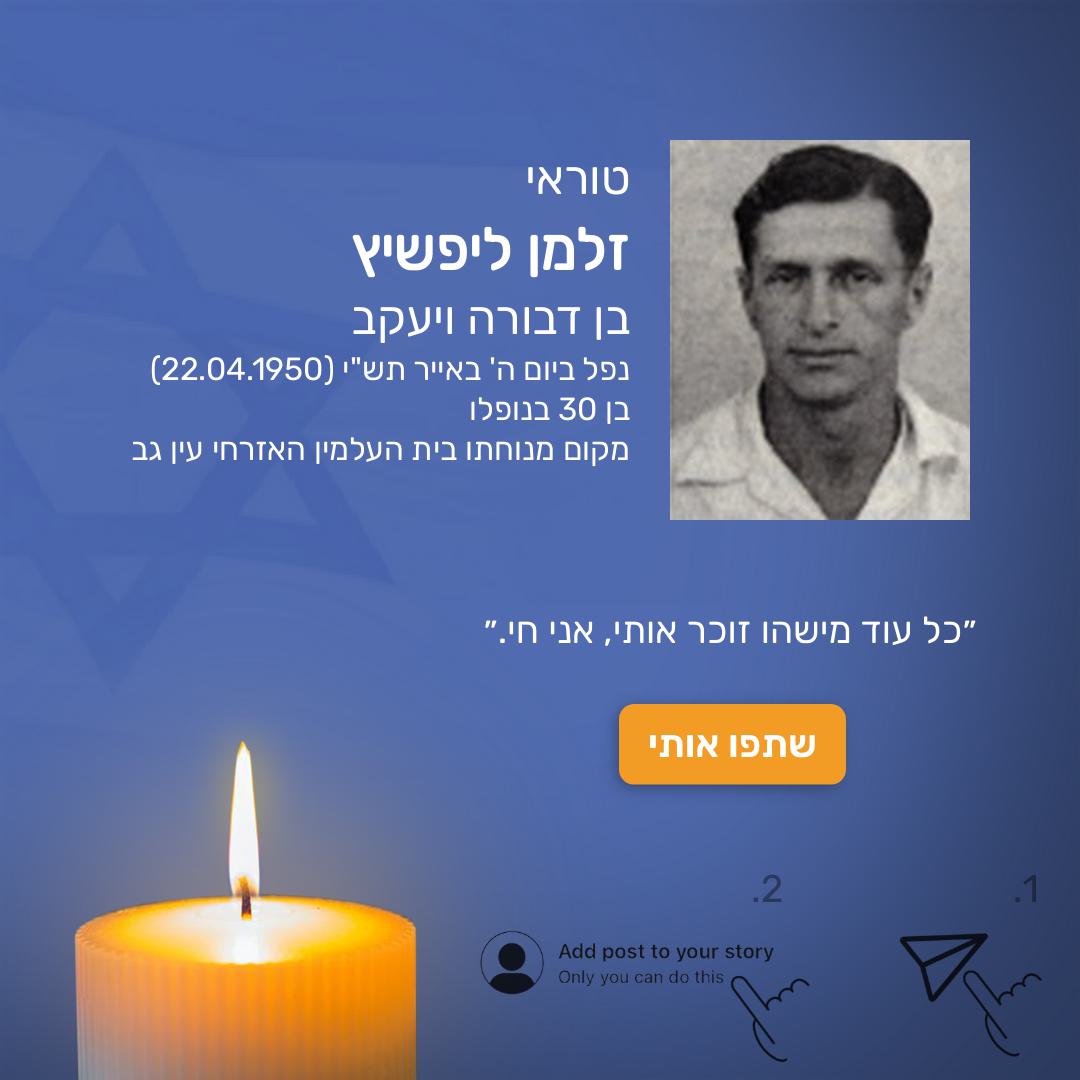 טוראי
זלמן ליפשיץ
בן דבורה ויעקב
נפל ביום ה' באייר תש"י (22.04.1950)
בן 30 בנופלו
מקום מנוחתו בית העלמין האזרחי עין גב
״כל עוד מישהו זוכר אותי, אני חי.״
שתפו אותי
.1
.2
Add post to your story
Only you can do this